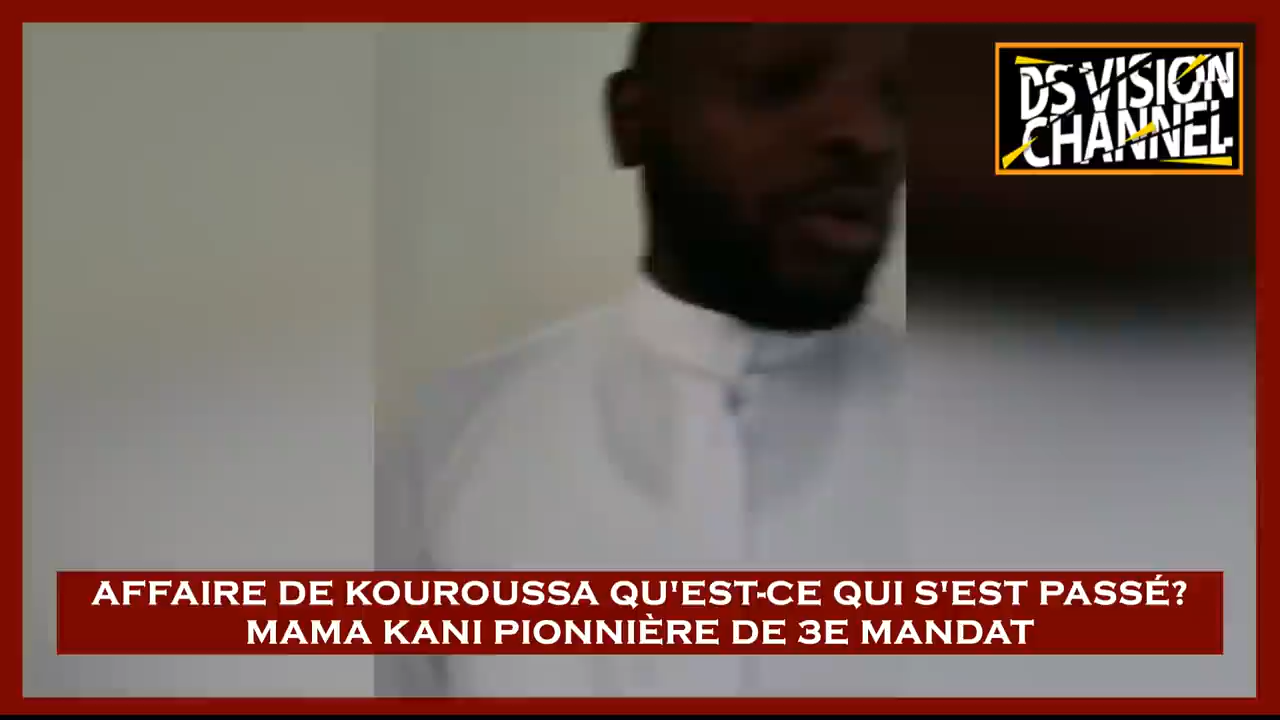 DS VISION
CHANNEL
AFFAIRE DE KOUROUSSA QU'EST-CE QUI S'EST PASSÉ?
MAMA KANI PIONNIÈRE DE 3E MANDAT